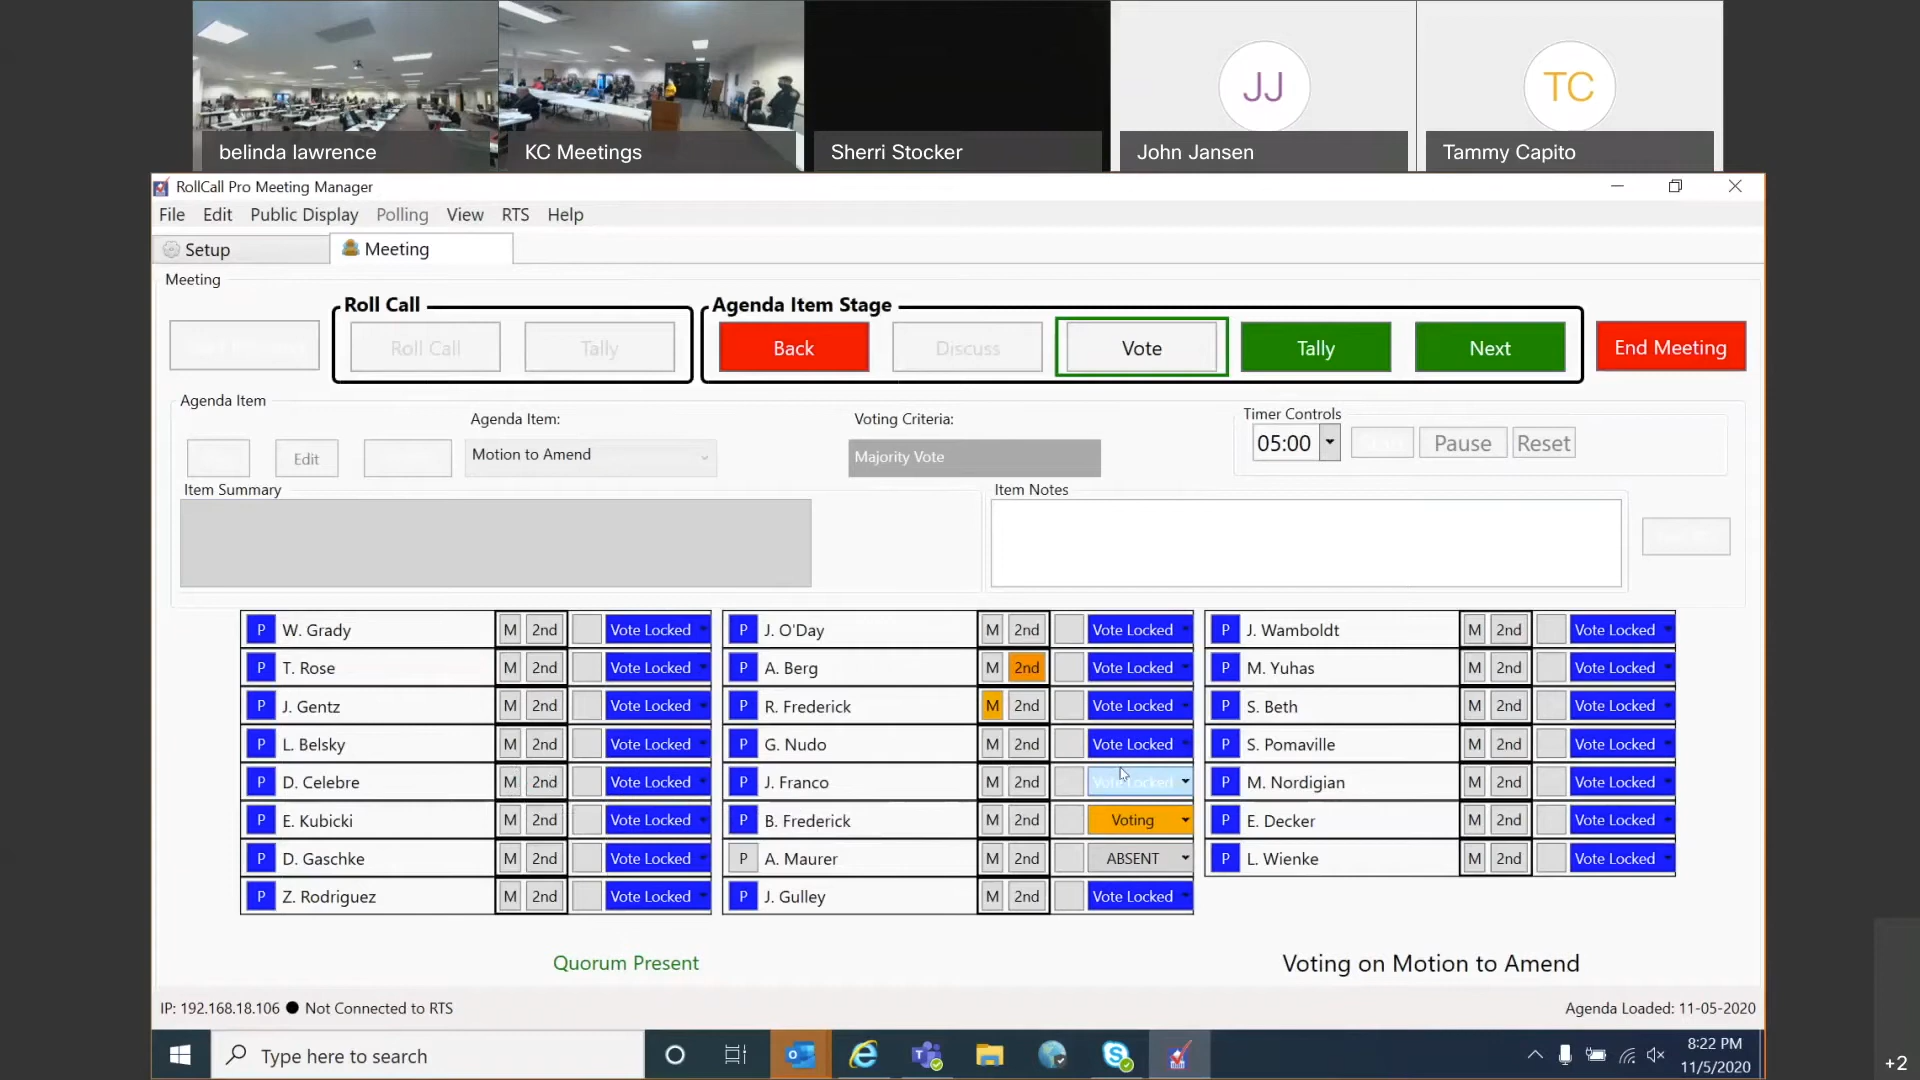 JJ
TC
belinda lawrence
KC Meetings
Sherri Stocker
John Jansen
Tammy Capito
RollCall Pro Meeting Manager
File Edit Public Display Polling View RTS Help
Setup Meeting
Meeting
Roll Call
Agenda Item Stage
Roll Call Tally Back Discuss Vote Tally Next End Meeting
Agenda Item
Agenda Item:
Voting Criteria:
Timer Controls
Edit Motion to Amend Majority Vote 05:00 Start Pause Reset
Item Summary
Item Notes
P W. Grady M 2nd Vote Locked P J. O'Day M 2nd Vote Locked P J. Wamboldt M 2nd Vote Locked
P T. Rose M 2nd Vote Locked P A. Berg M 2nd Vote Locked P M. Yuhas M 2nd Vote Locked
P J. Gentz M 2nd Vote Locked P R. Frederick M 2nd Vote Locked P S. Beth M 2nd Vote Locked
P L. Belsky M 2nd Vote Locked P G. Nudo M 2nd Vote Locked P S. Pomaville M 2nd Vote Locked
P D. Celebre M 2nd Vote Locked P J. Franco M 2nd Vote Locked P M. Nordigian M 2nd Vote Locked
P E. Kubicki M 2nd Vote Locked P B. Frederick M 2nd Voting P E. Decker M 2nd Vote Locked
P D. Gaschke M 2nd Vote Locked P A. Maurer M 2nd ABSENT P L. Wienke M 2nd Vote Locked
P Z. Rodriguez M 2nd Vote Locked P J. Gulley M 2nd Vote Locked
Quorum Present
Voting on Motion to Amend
IP: 192.168.18.106 Not Connected to RTS
Agenda Loaded: 11-05-2020
Type here to search
8:22 PM
11/5/2020
+2